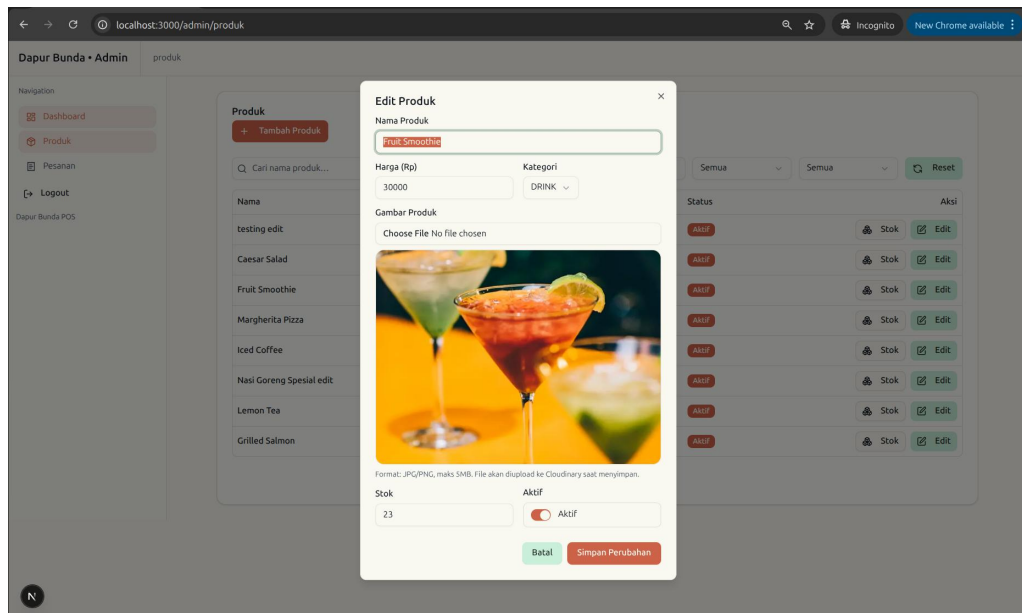 localhost:3000/admin/produk
Incognito
New Chrome available
Dapur Bunda • Admin
produk
Navigation
Dashboard
Produk
Pesanan
Logout
Dapur Bunda POS
Produk
+ Tambah Produk
Cari nama produk...
Semua
Semua
Reset
Nama
Status
Aksi
testing edit
Aktif
Stok
Edit
Caesar Salad
Aktif
Stok
Edit
Fruit Smoothie
Aktif
Stok
Edit
Margherita Pizza
Aktif
Stok
Edit
Iced Coffee
Aktif
Stok
Edit
Nasi Goreng Spesial edit
Aktif
Stok
Edit
Lemon Tea
Aktif
Stok
Edit
Grilled Salmon
Aktif
Stok
Edit
Edit Produk
Nama Produk
Fruit Smoothie
Harga (Rp)
Kategori
30000
DRINK
Gambar Produk
Choose File No file chosen
Format: JPG/PNG, maks 5MB. File akan diupload ke Cloudinary saat menyimpan.
Stok
Aktif
23
Aktif
Batal
Simpan Perubahan
N